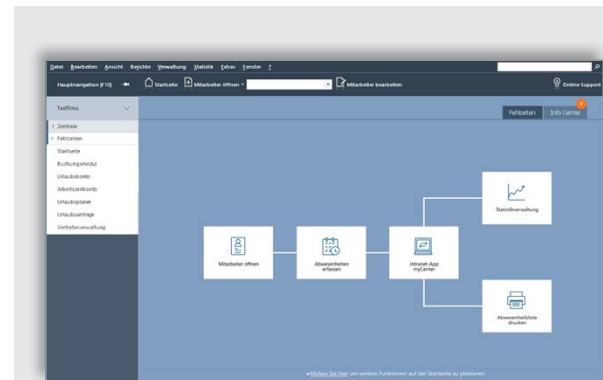 Datei Bearbeiten Ansicht Berichte Verwaltung Statistik Extras Fenster ?
Hauptnavigation [F10] Startseite Mitarbeiter öffnen Mitarbeiter bearbeiten Online Support
Testfirma
Fehlzeiten Info Center
Zentrale
Fehlzeiten
Startseite
Buchungsmodul
Urlaubskonto
Arbeitszeitkonto
Urlaubsplaner
Urlaubsanträge
Vertreterverwaltung
Statistikverwaltung
Mitarbeiter öffnen
Abwesenheiten
erfassen
Intranet-App
myCenter
Abwesenheitsliste
drucken
Klicken Sie hier um weitere Funktionen auf der Startseite zu platzieren.